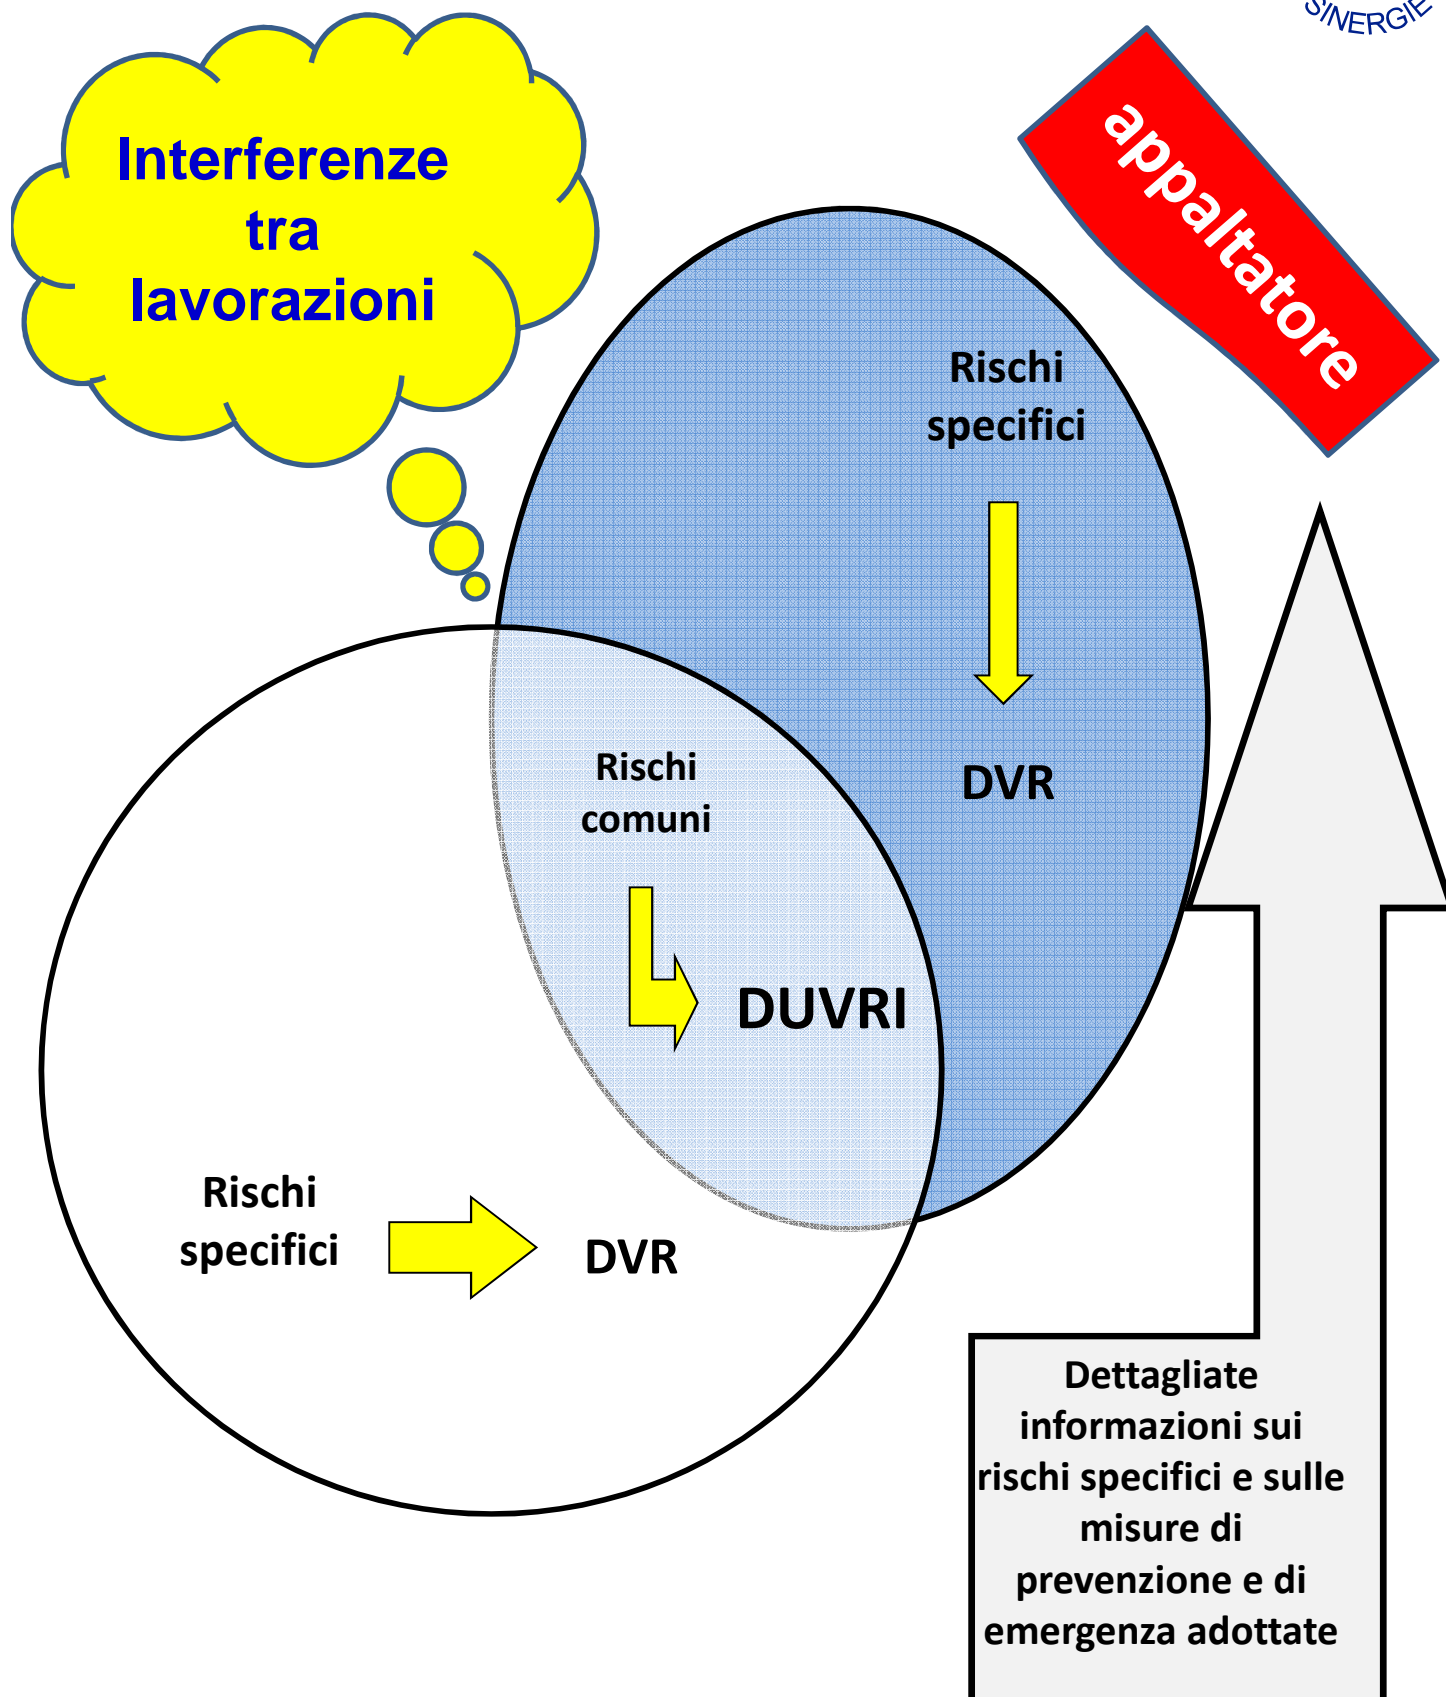 SINERGIE
Interferenze
tra
lavorazioni
appaltatore
Rischi
specifici
DVR
Rischi
comuni
DUVRI
Rischi
specifici
DVR
Dettagliate
informazioni sui
rischi specifici e sulle
misure di
prevenzione e di
emergenza adottate